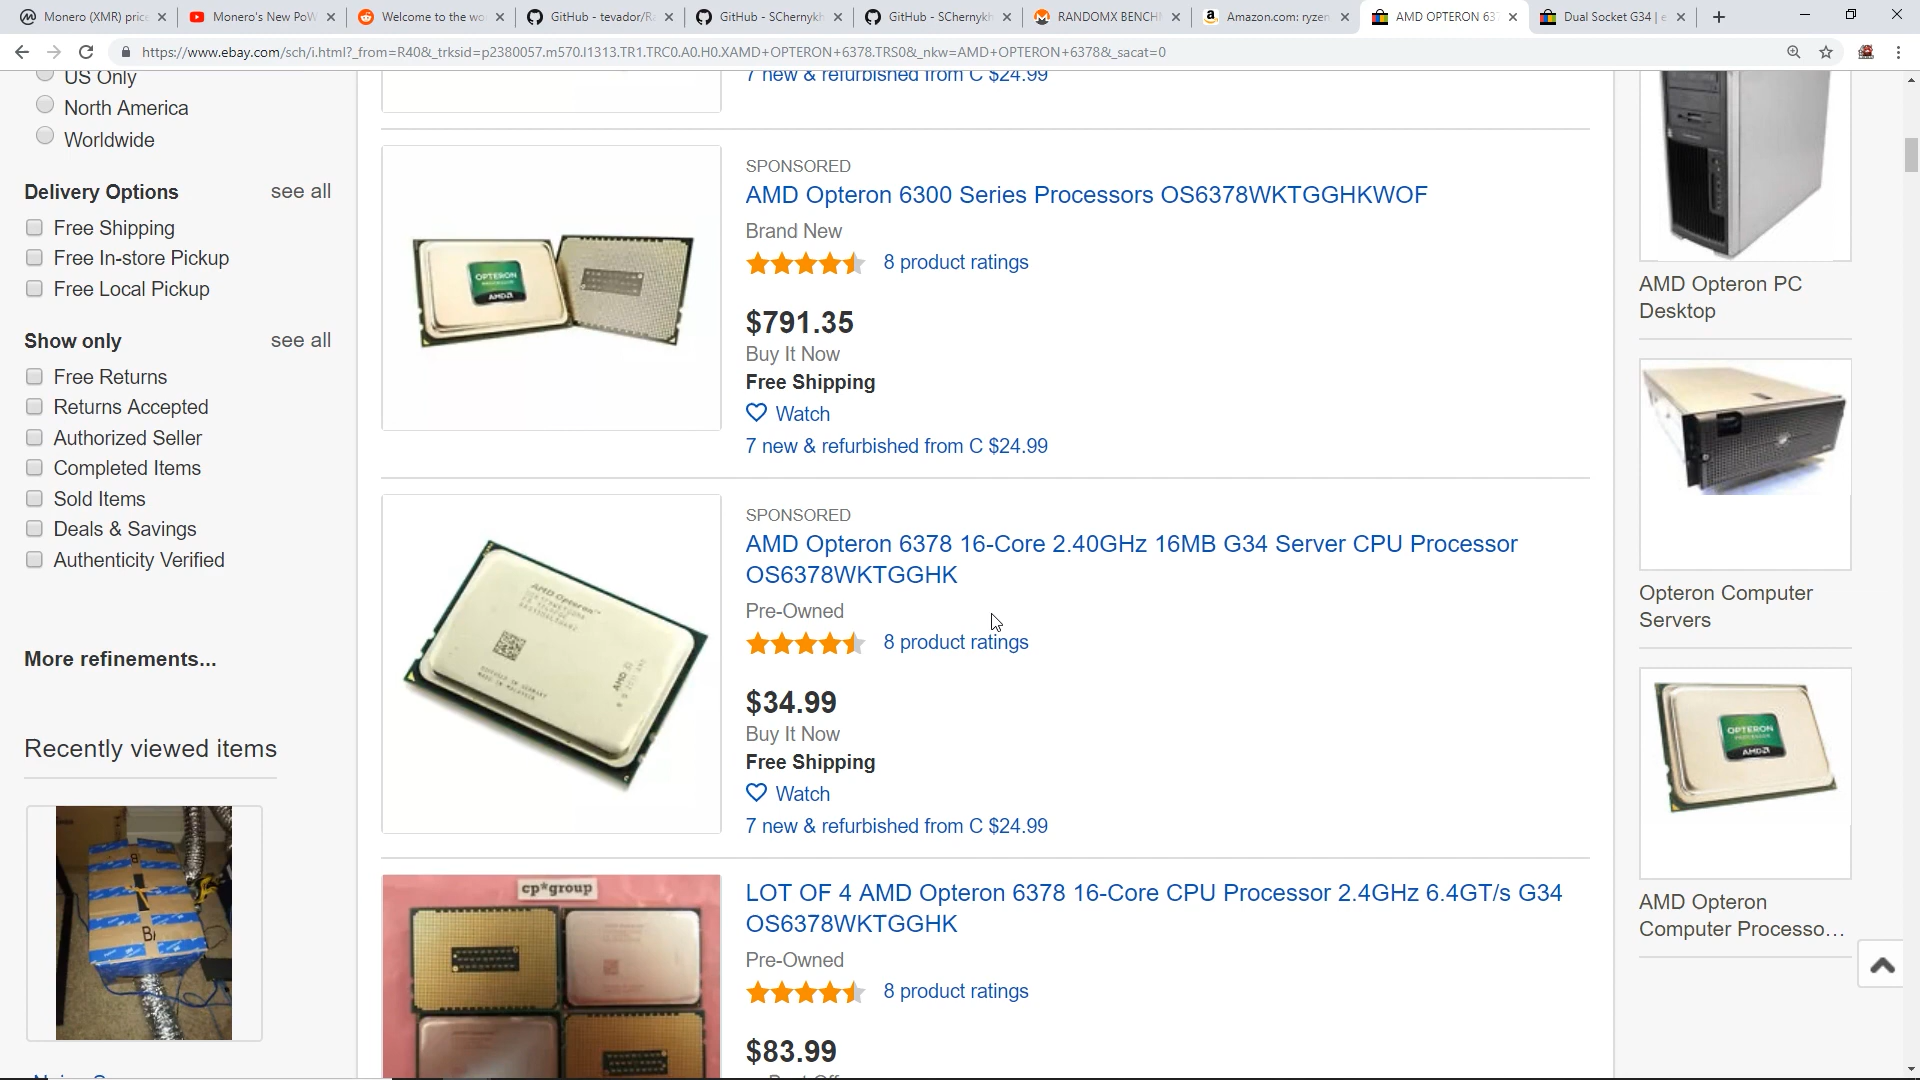 Monero (XMR) pric
Monero's New PoW
Welcome to the wo
GitHub - tevador/R
GitHub - SChernykh
GitHub - SChernykh
RANDOMX BENCH
Amazon.com: ryzen
AMD OPTERON 63
Dual Socket G34 | e
https://www.ebay.com/sch/i.html?_from=R40&_trksid=p2380057.m570.l1313.TR1.TRC0.A0.H0.XAMD+OPTERON+6378.TRS0&_nkw=AMD+OPTERON+6378&_sacat=0
US Only
North America
Worldwide
Delivery Options see all
Free Shipping
Free In-store Pickup
Free Local Pickup
Show only see all
Free Returns
Returns Accepted
Authorized Seller
Completed Items
Sold Items
Deals & Savings
Authenticity Verified
More refinements...
Recently viewed items
7 new & refurbished from C $24.99
SPONSORED
AMD Opteron 6300 Series Processors OS6378WKTGGHKWOF
Brand New
8 product ratings
$791.35
Buy It Now
Free Shipping
Watch
7 new & refurbished from C $24.99
OPTERON
AMD
SPONSORED
AMD Opteron 6378 16-Core 2.40GHz 16MB G34 Server CPU Processor
OS6378WKTGGHK
Pre-Owned
8 product ratings
$34.99
Buy It Now
Free Shipping
Watch
7 new & refurbished from C $24.99
AMD Opteron
cp*group
LOT OF 4 AMD Opteron 6378 16-Core CPU Processor 2.4GHz 6.4GT/s G34
OS6378WKTGGHK
Pre-Owned
8 product ratings
$83.99
AMD Opteron PC
Desktop
Opteron Computer
Servers
OPTERON
AMD
AMD Opteron
Computer Processo...